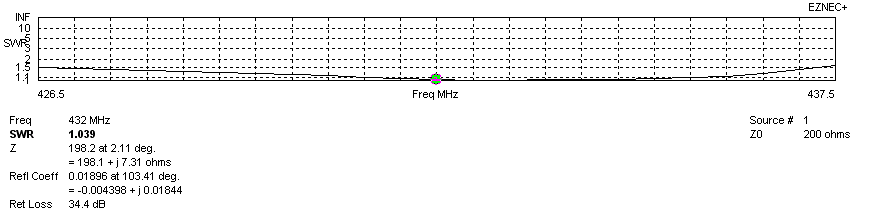 EZNEC+
INF
10
5
SWR
3
2
1.5
1.1
426.5
Freq MHz
437.5
Freq 432 MHz
Source # 1
SWR 1.039
Z0 200 ohms
Z 198.2 at 2.11 deg.
= 198.1 + j 7.31 ohms
Refl Coeff 0.01896 at 103.41 deg.
= -0.004398 + j 0.01844
Ret Loss 34.4 dB